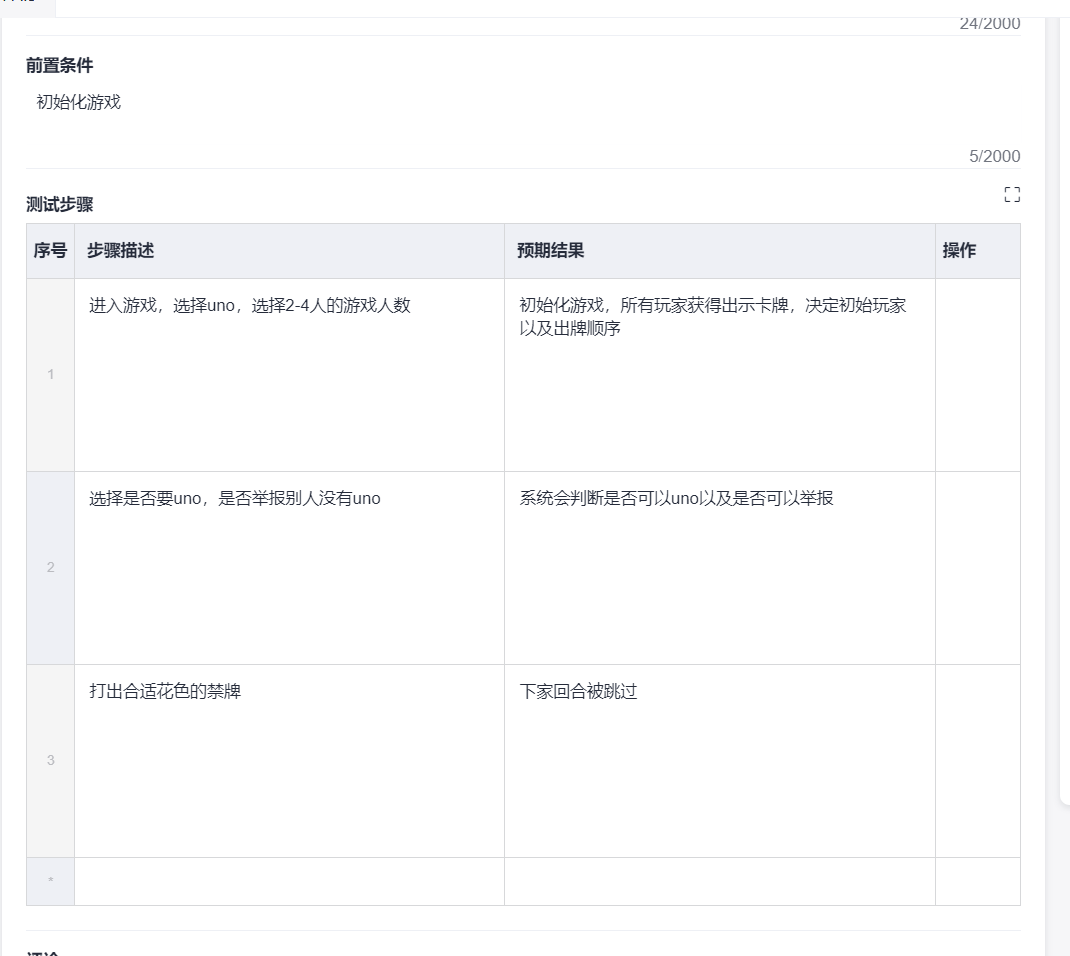 24/2000
前置条件
初始化游戏
5/2000
测试步骤
序号 步骤描述 预期结果 操作
1 进入游戏，选择uno，选择2-4人的游戏人数 初始化游戏，所有玩家获得出示卡牌，决定初始玩家
以及出牌顺序
2 选择是否要uno，是否举报别人没有uno 系统会判断是否可以uno以及是否可以举报
3 打出合适花色的禁牌 下家回合被跳过
*